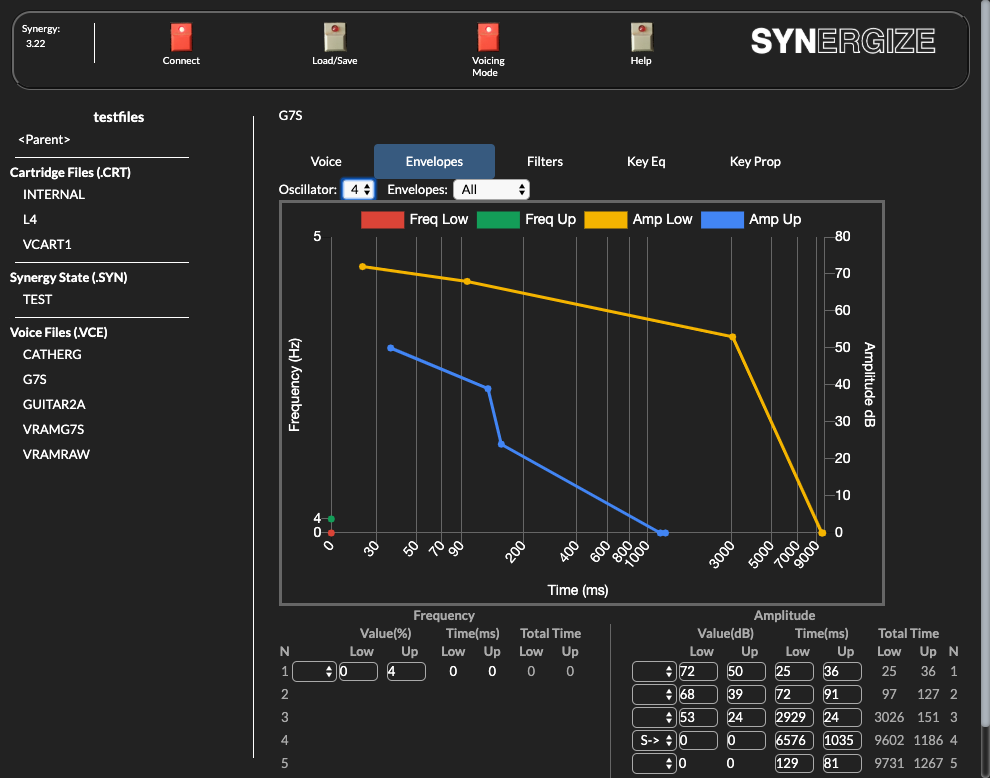 Synergy:
3.22
Connect
Load/Save
Voicing
Mode
Help
SYNERGIZE
testfiles
<Parent>
Cartridge Files (.CRT)
INTERNAL
L4
VCART1
Synergy State (.SYN)
TEST
Voice Files (.VCE)
CATHERG
G7S
GUITAR2A
VRAMG7S
VRAMRAW
G7S
Voice Envelopes Filters Key Eq Key Prop
Oscillator: 4 Envelopes: All
Freq Low Freq Up Amp Low Amp Up
5
4
0
Frequency (Hz)
80
70
60
50
40
30
20
10
0
Amplitude dB
0 30 50 70 90 200 400 600 800 1000 3000 5000 7000 9000
Time (ms)
Frequency Amplitude
Value(%) Time(ms) Total Time Value(dB) Time(ms) Total Time
N Low Up Low Up Low Up Low Up Low Up Low Up N
1 0 4 0 0 0 0 72 50 25 36 25 36 1
2 68 39 72 91 97 127 2
3 53 24 2929 24 3026 151 3
4 S-> 0 0 6576 1035 9602 1186 4
5 0 0 129 81 9731 1267 5